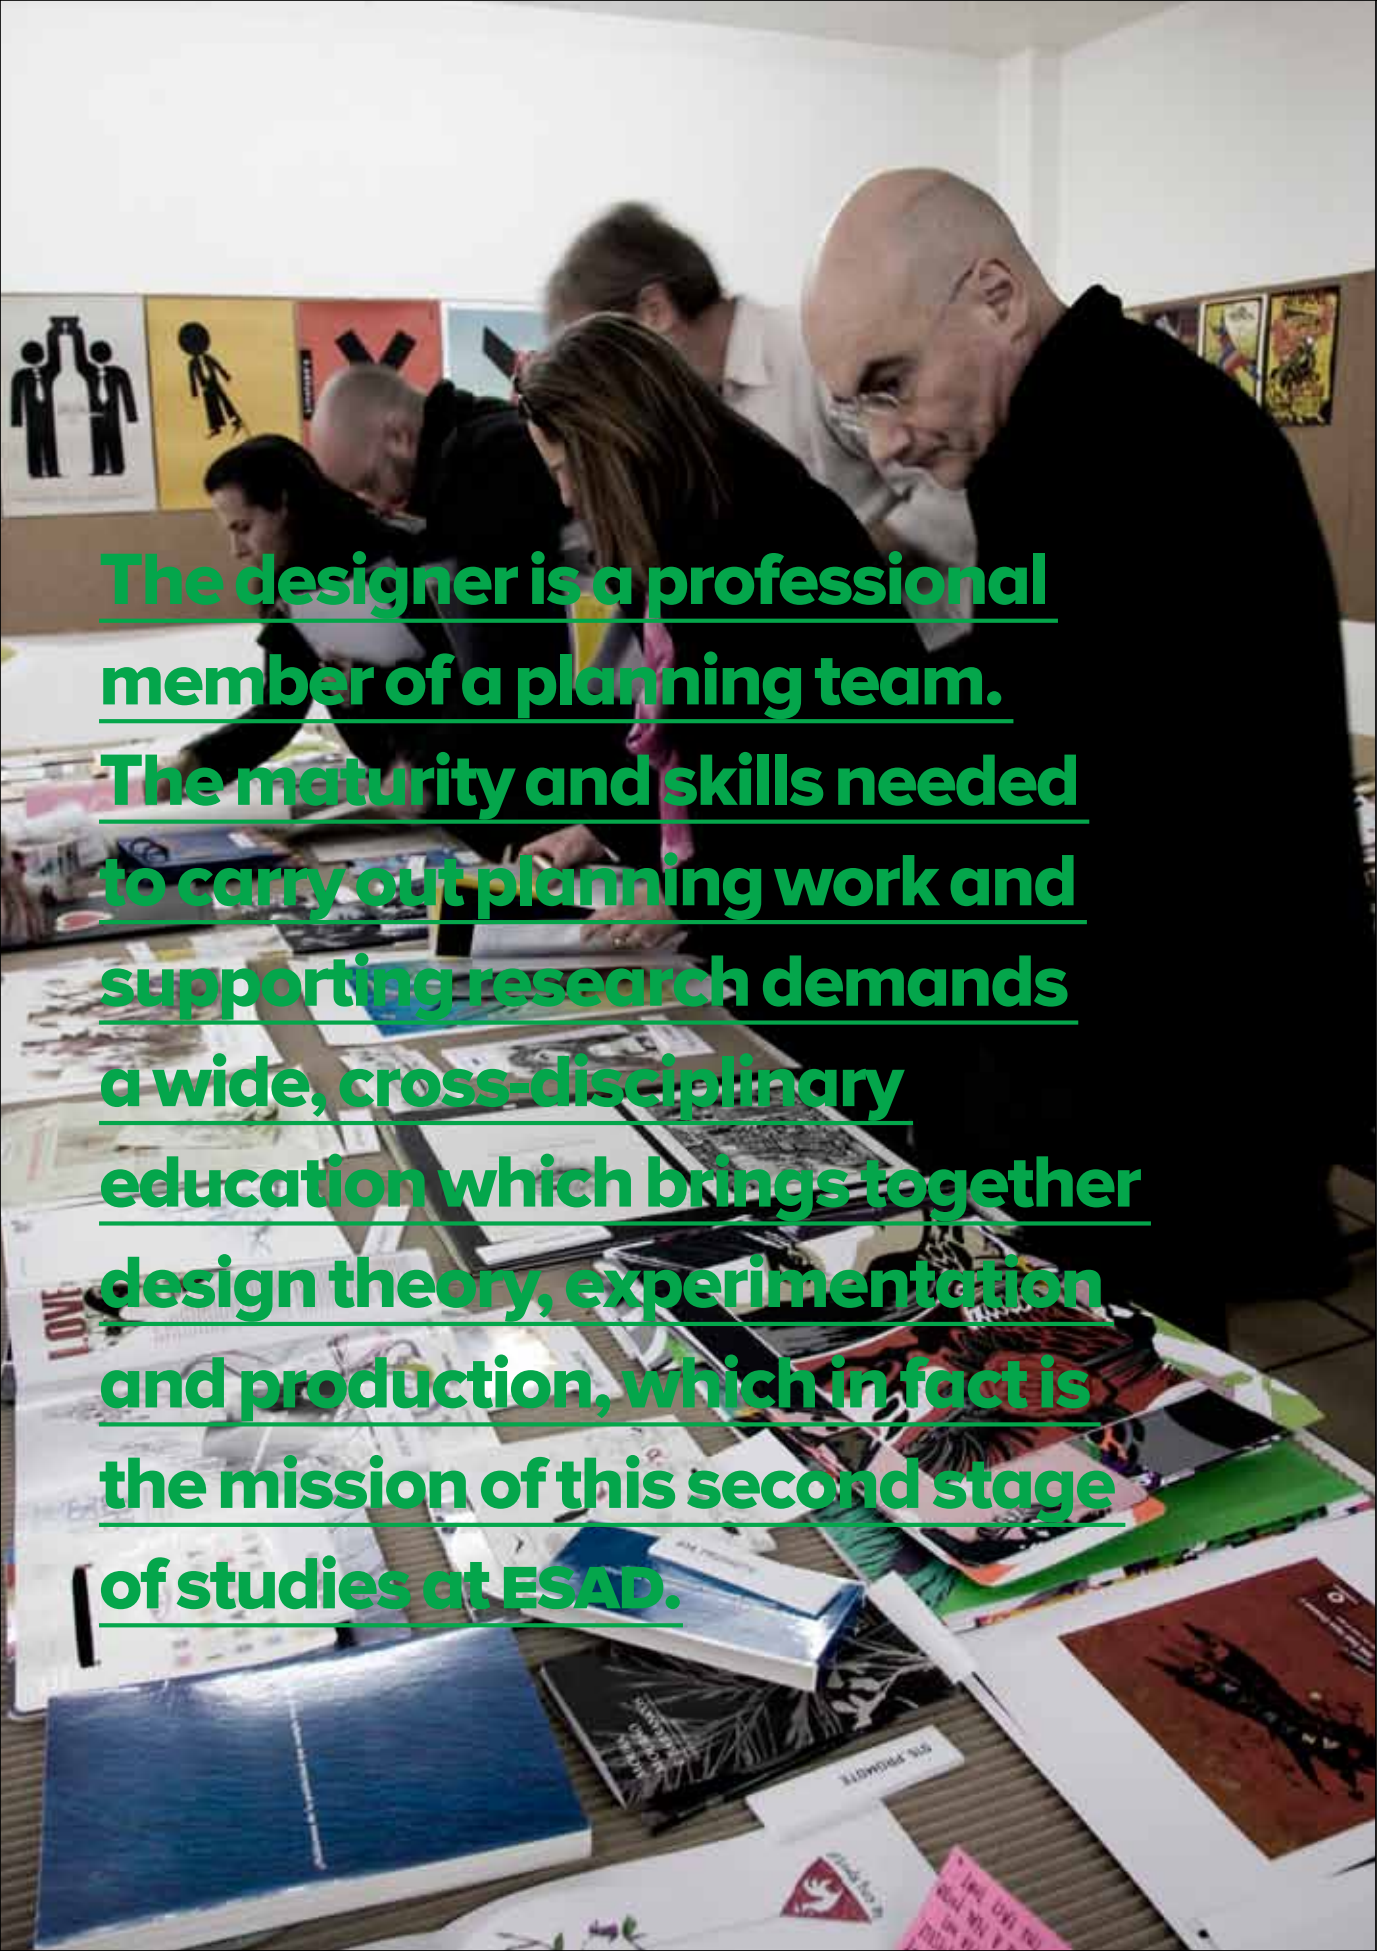 The designer is a professional
member of a planning team.
The maturity and skills needed
to carry out planning work and
supporting research demands
a wide, cross-disciplinary
education which brings together
design theory, experimentation
and production, which in fact is
the mission of this second stage
of studies at ESAD.
LOVE
016_PROMOTE